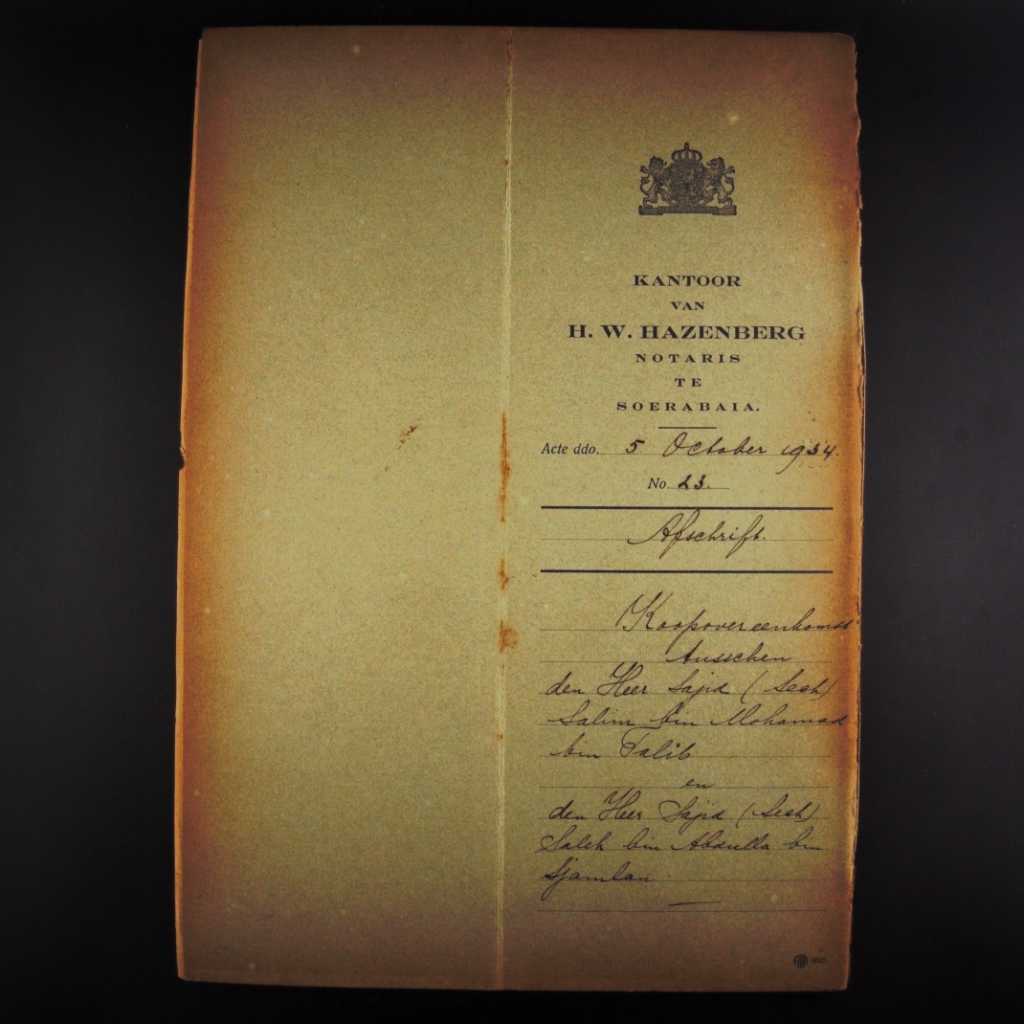 KANTOOR
VAN
H. W. HAZENBERG
NOTARIS
TE
SOERABAIA.
Acte ddo. 5 October 1934.
No. 23.
Afschrift.
Koopovereenkomst
tusschen
den Heer Sajid (Sech)
Salim bin Mohamad
bin Talib
en
den Heer Sajid (Sech)
Saleh bin Abdulla bin
Sjamlan